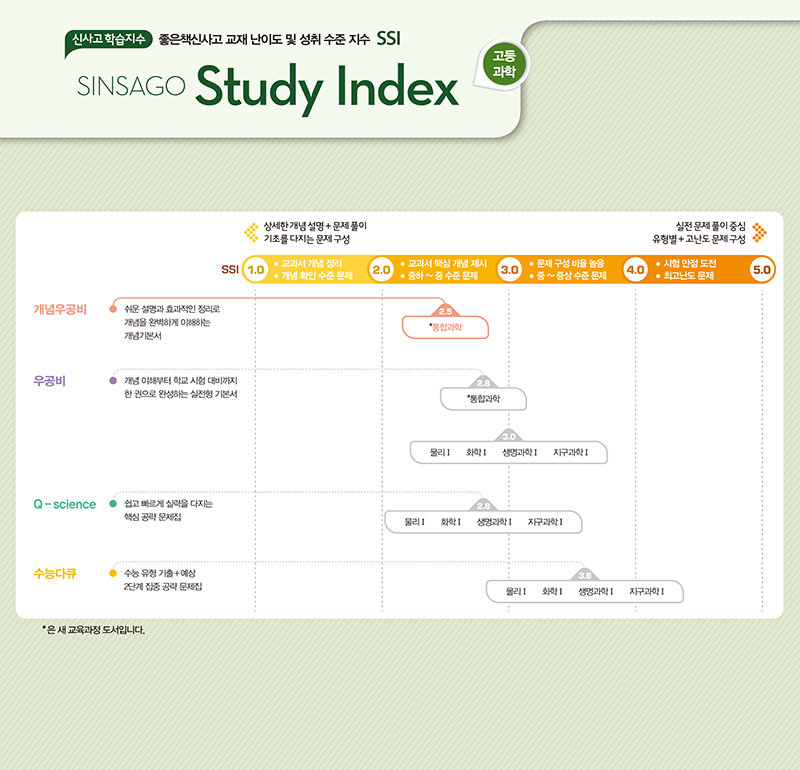 신사고 학습지수 좋은책신사고 교재 난이도 및 성취 수준 지수 SSI
SINSAGO Study Index
고등
과학
상세한 개념 설명 + 문제 풀이
기초를 다지는 문제 구성
실전 문제 풀이 중심
유형별 + 고난도 문제 구성
SSI 1.0 2.0 3.0 4.0 5.0
• 교과서 개념 정리
• 개념 확인 수준 문제
• 교과서 핵심 개념 제시
• 중하 ~ 중 수준 문제
• 문제 구성 비율 높음
• 중 ~ 중상 수준 문제
• 시험 만점 도전
• 최고난도 문제
개념우공비
쉬운 설명과 효과적인 정리로
개념을 완벽하게 이해하는
개념기본서
2.5
*통합과학
우공비
개념 이해부터 학교 시험 대비까지
한 권으로 완성하는 실전형 기본서
2.8
*통합과학
3.0
물리 I 화학 I 생명과학 I 지구과학 I
Q – science
쉽고 빠르게 실력을 다지는
핵심 공략 문제집
2.8
물리 I 화학 I 생명과학 I 지구과학 I
수능다큐
수능 유형 기출 + 예상
2단계 집중 공략 문제집
3.6
물리 I 화학 I 생명과학 I 지구과학 I
*은 새 교육과정 도서입니다.